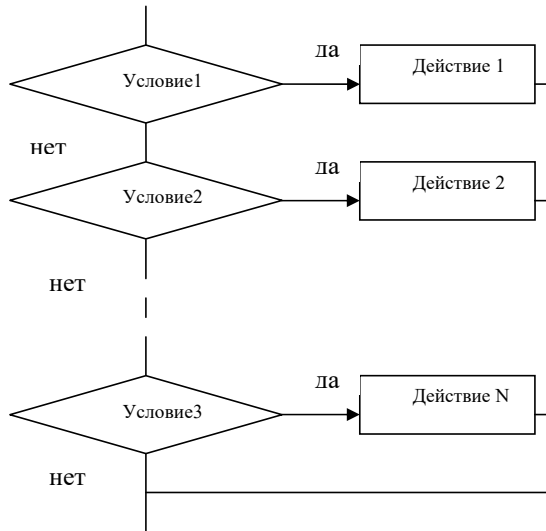 да
Условие1
Действие 1
нет
да
Условие2
Действие 2
нет
да
Условие3
Действие N
нет